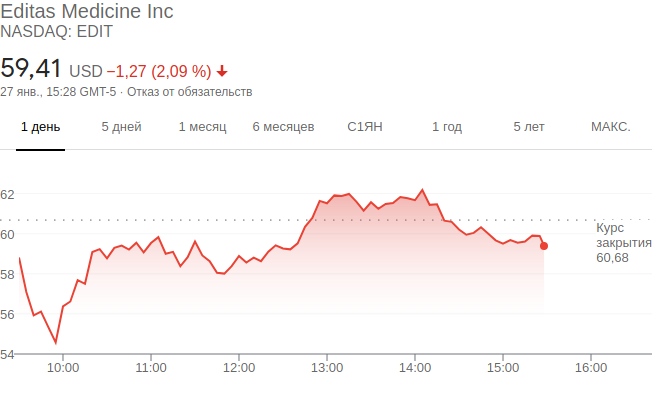 Editas Medicine Inc
NASDAQ: EDIT
59,41 USD −1,27 (2,09 %)
27 янв., 15:28 GMT-5 · Отказ от обязательств
1 день 5 дней 1 месяц 6 месяцев С1ЯН 1 год 5 лет МАКС.
62
60
58
56
54
Курс
закрытия
60,68
10:00 11:00 12:00 13:00 14:00 15:00 16:00